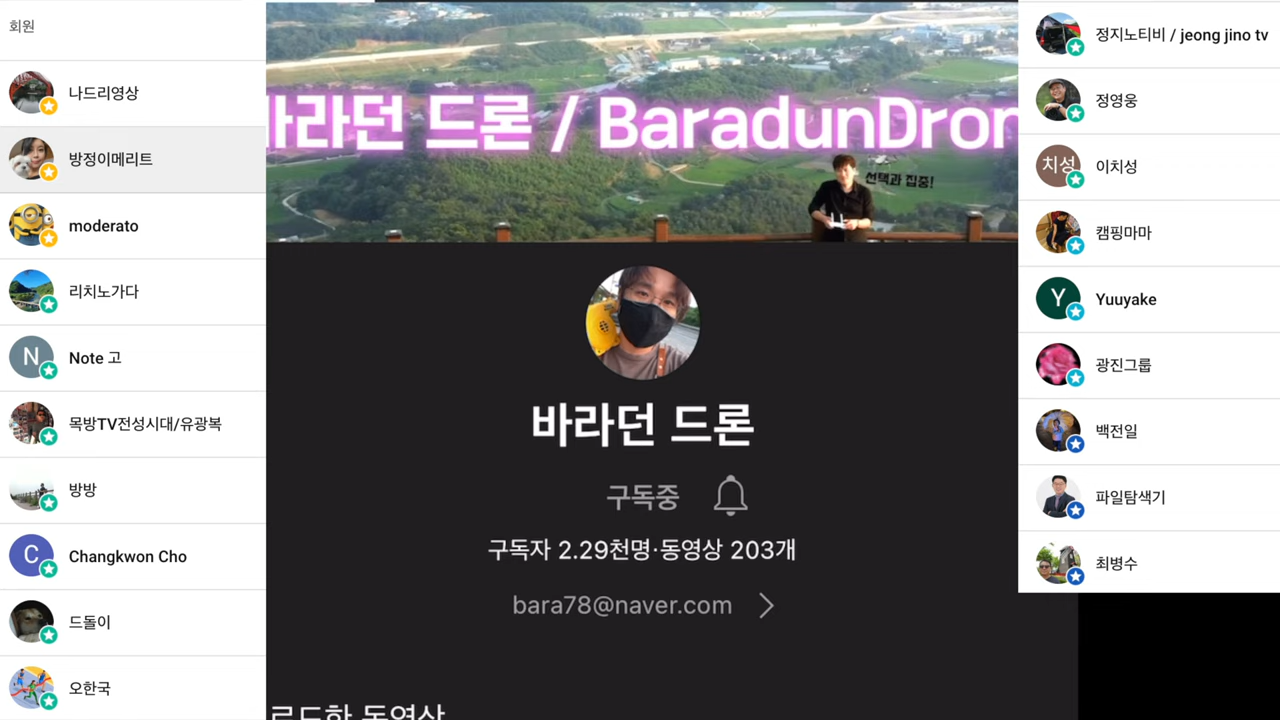 회원
나드리영상
방정이메리트
moderato
리치노가다
N
Note 고
목방TV전성시대/유광복
방방
C
Changkwon Cho
드돌이
오한국
바라던 드론 / BaradunDron
선택과 집중!
바라던 드론
구독중
구독자 2.29천명·동영상 203개
bara78@naver.com
로드한 동영상
정지노티비 / jeong jino tv
정영웅
치성
이치성
캠핑마마
Y
Yuuyake
광진그룹
백전일
파일탐색기
최병수